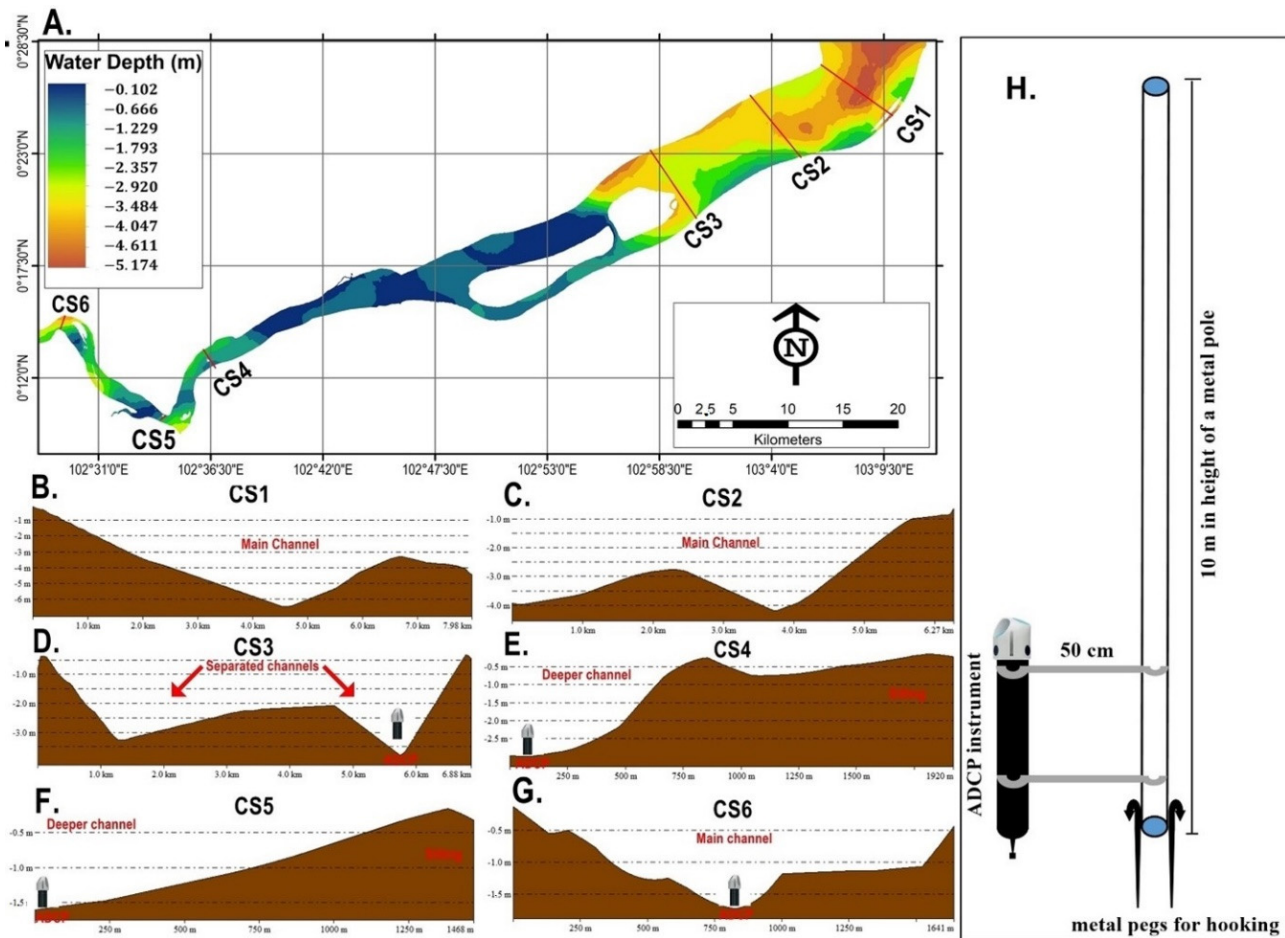 A.
Water Depth (m)
-0.102
-0.666
-1.229
-1.793
-2.357
-2.920
-3.484
-4.047
-4.611
-5.174
0°28'30"N
0°23'0"N
0°17'30"N
0°12'0"N
CS1
CS2
CS3
CS4
CS5
CS6
N
0 2,5 5 10 15 20
Kilometers
102°31'0"E 102°36'30"E 102°42'0"E 102°47'30"E 102°53'0"E 102°58'30"E 103°4'0"E 103°9'30"E
B.
CS1
Main Channel
-1 m
-2 m
-3 m
-4 m
-5 m
-6 m
1.0 km 2.0 km 3.0 km 4.0 km 5.0 km 6.0 km 7.0 km 7.98 km
C.
CS2
Main Channel
-1.0 m
-2.0 m
-3.0 m
-4.0 m
1.0 km 2.0 km 3.0 km 4.0 km 5.0 km 6.27 km
D.
CS3
Separated channels
-1.0 m
-2.0 m
-3.0 m
1.0 km 2.0 km 3.0 km 4.0 km 5.0 km 6.0 km 6.88 km
E.
CS4
Deeper channel
-0.5 m
-1.0 m
-1.5 m
-2.0 m
-2.5 m
250 m 500 m 750 m 1000 m 1250 m 1500 m 1920 m
F.
CS5
Deeper channel
-0.5 m
-1.0 m
-1.5 m
250 m 500 m 750 m 1000 m 1250 m 1468 m
G.
CS6
Main channel
-0.5 m
-1.0 m
-1.5 m
250 m 500 m 750 m 1000 m 1250 m 1641 m
H.
10 m in height of a metal pole
50 cm
ADCP instrument
metal pegs for hooking